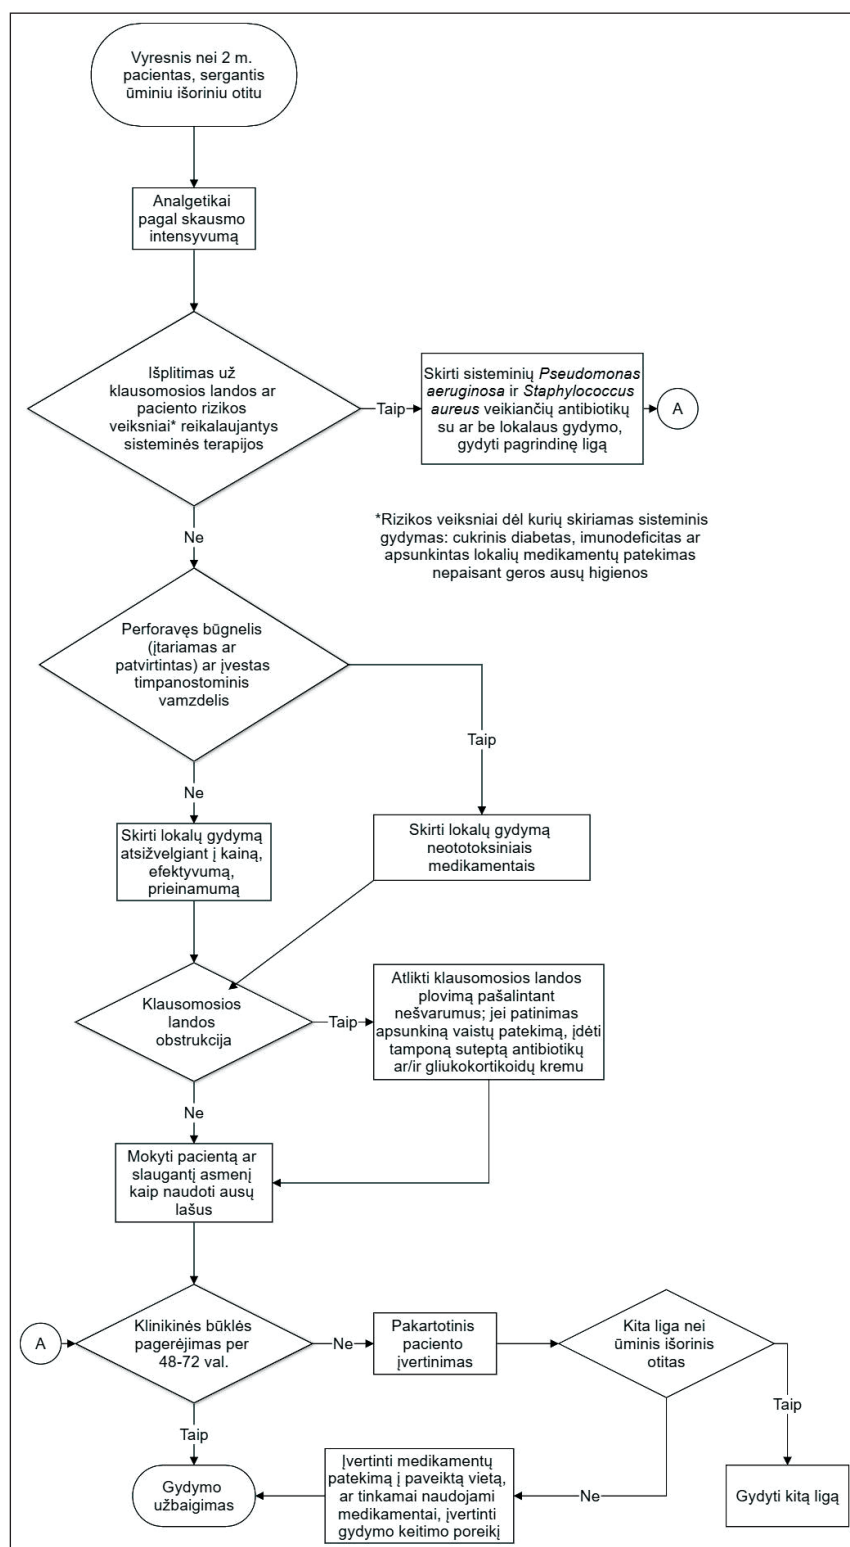 Vyresnis nei 2 m.
pacientas, sergantis
ūminiu išoriniu otitu
Analgetikai
pagal skausmo
intensyvumą
Išplitimas už
klausomosios landos ar
paciento rizikos
veiksniai* reikalaujantys
sisteminės terapijos
Taip
Skirti sisteminių Pseudomonas
aeruginosa ir Staphylococcus
aureus veikiančių antibiotikų
su ar be lokalaus gydymo,
gydyti pagrindinę ligą
A
Ne
*Rizikos veiksniai dėl kurių skiriamas sisteminis
gydymas: cukrinis diabetas, imunodeficitas ar
apsunkintas lokalių medikamentų patekimas
nepaisant geros ausų higienos
Perforavęs būgnelis
(įtariamas ar
patvirtintas) ar įvestas
timpanostominis
vamzdelis
Taip
Ne
Skirti lokalų gydymą
atsižvelgiant į kainą,
efektyvumą,
prieinamumą
Skirti lokalų gydymą
neototoksiniais
medikamentais
Klausomosios
landos
obstrukcija
Taip
Atlikti klausomosios landos
plovimą pašalintant
nešvarumus; jei patinimas
apsunkiną vaistų patekimą, įdėti
tamponą suteptą antibiotikų
ar/ir gliukokortikoidų kremu
Ne
Mokyti pacientą ar
slaugantį asmenį
kaip naudoti ausų
lašus
A
Klinikinės būklės
pagerėjimas per
48-72 val.
Ne
Pakartotinis
paciento
įvertinimas
Kita liga nei
ūminis išorinis
otitas
Taip
Taip
Gydymo
užbaigimas
Įvertinti medikamentų
patekimą į paveiktą vietą,
ar tinkamai naudojami
medikamentai, įvertinti
gydymo keitimo poreikį
Ne
Gydyti kitą ligą